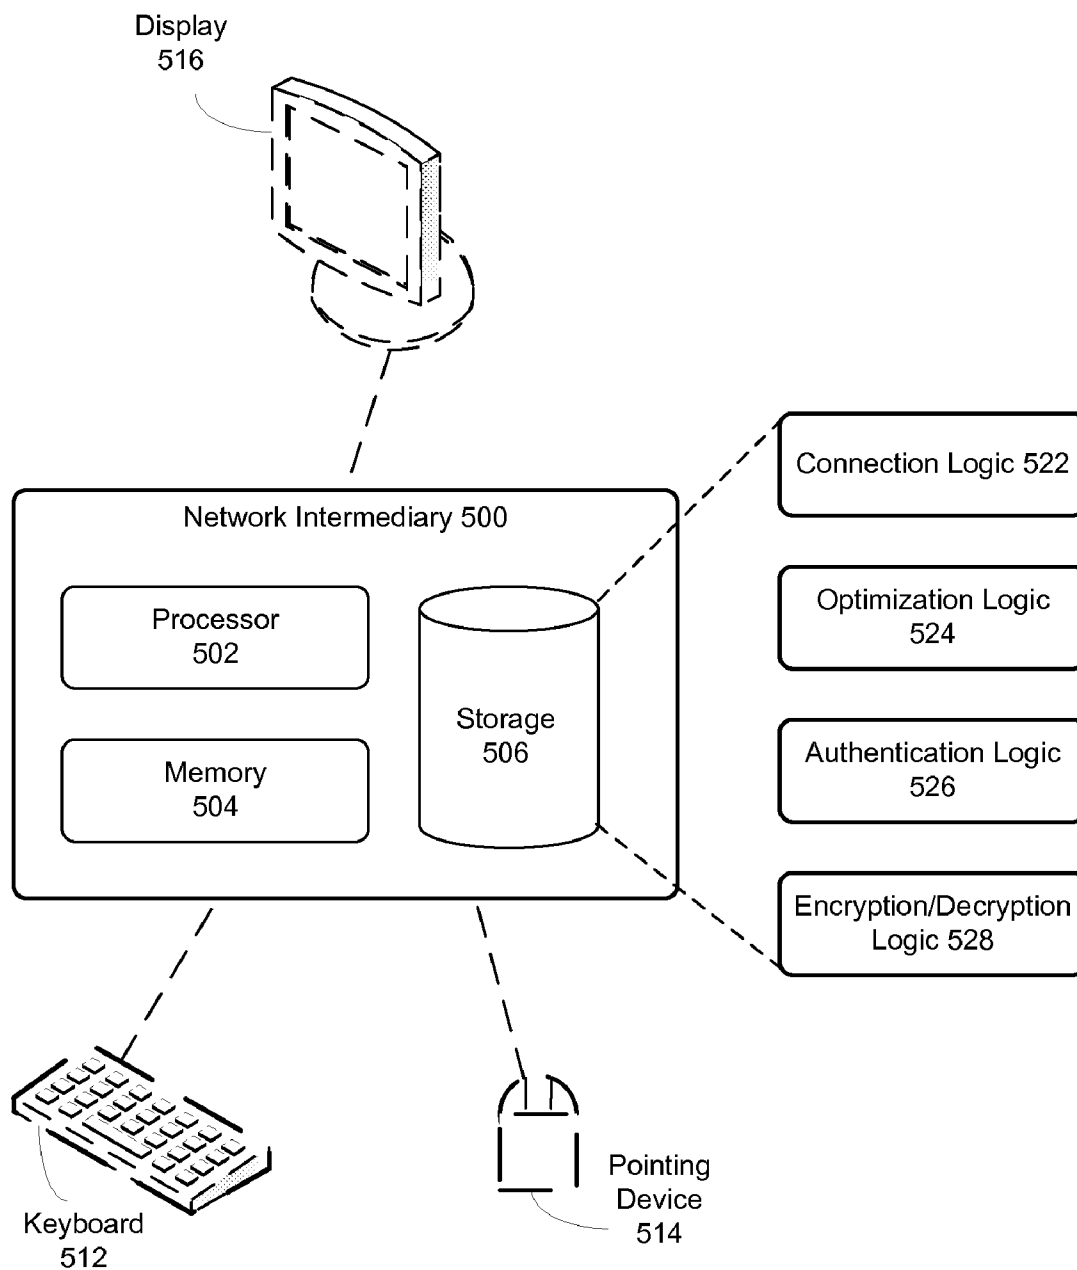 Display
516
Connection Logic 522
Network Intermediary 500
Optimization Logic
524
Processor
502
Storage
506
Authentication Logic
526
Memory
504
Encryption/Decryption
Logic 528
Pointing
Device
514
Keyboard
512